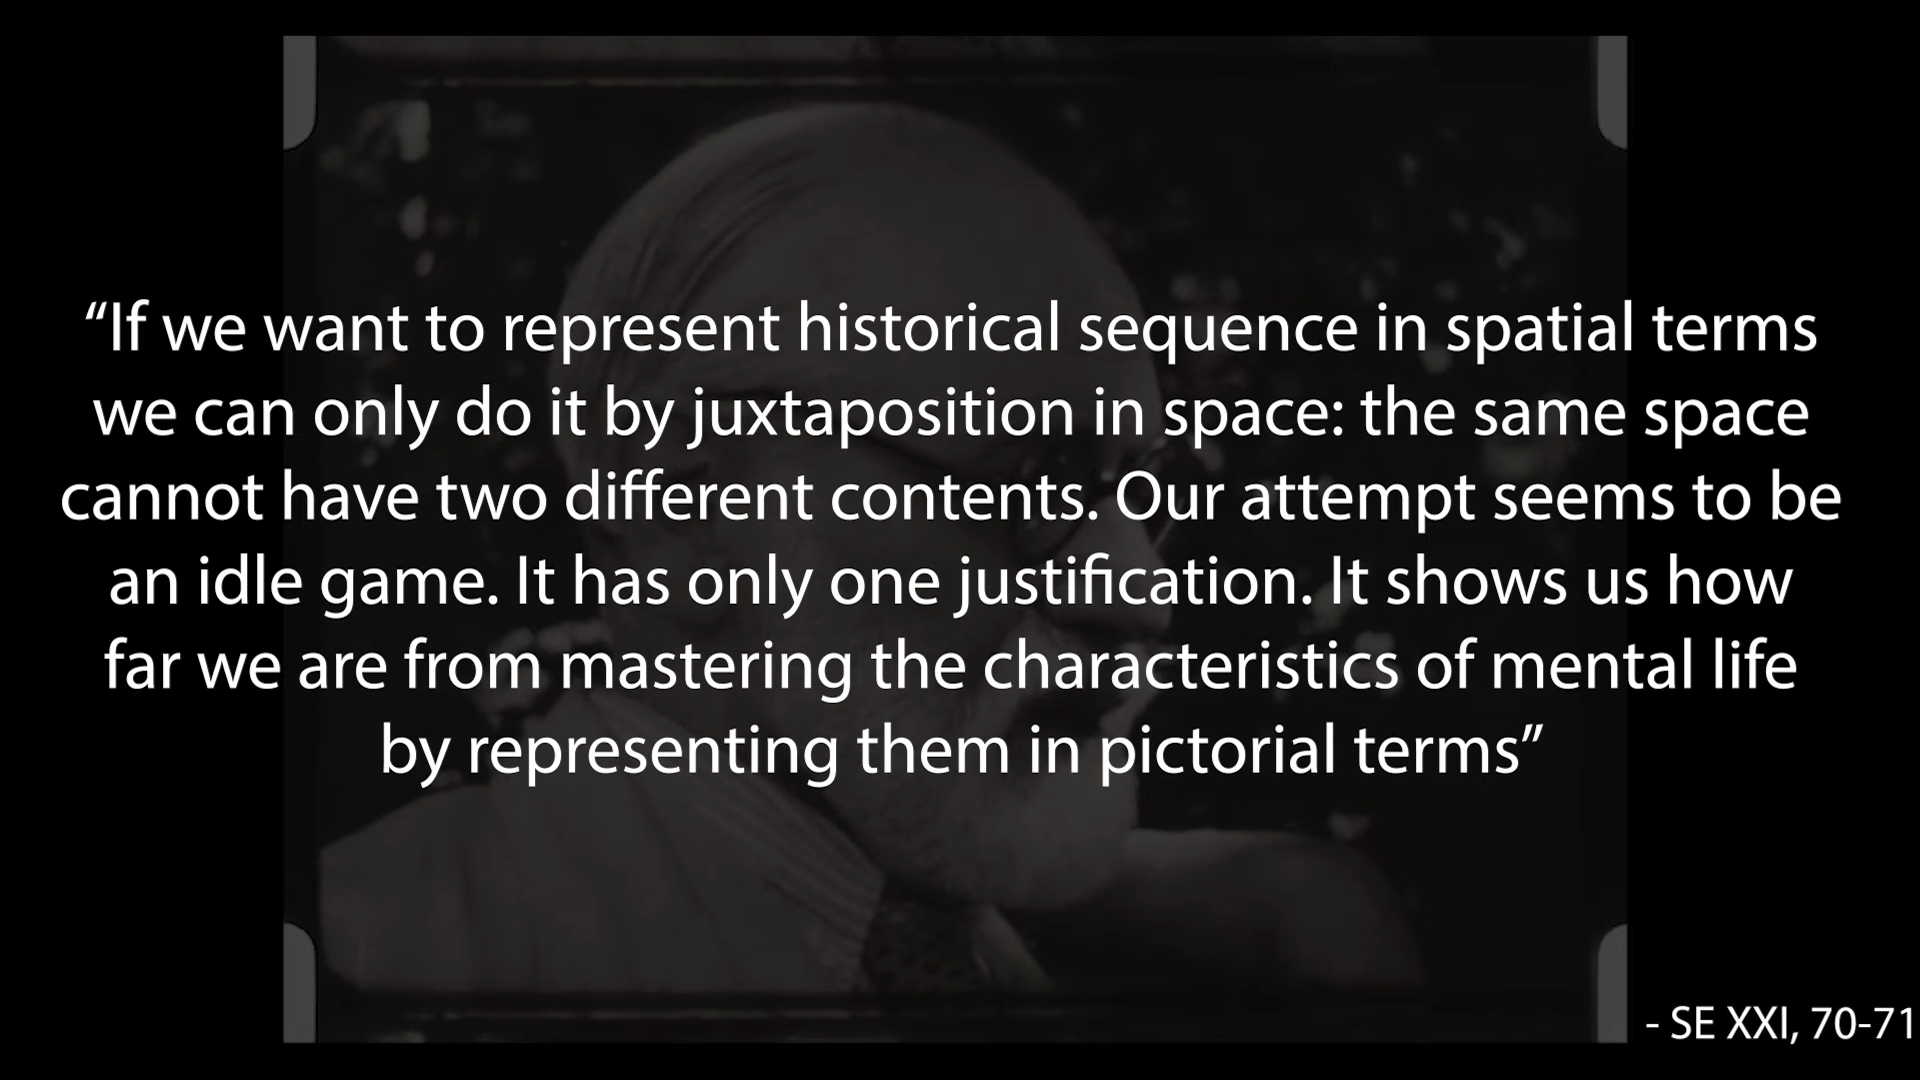 “If we want to represent historical sequence in spatial terms
we can only do it by juxtaposition in space: the same space
cannot have two different contents. Our attempt seems to be
an idle game. It has only one justification. It shows us how
far we are from mastering the characteristics of mental life
by representing them in pictorial terms”
- SE XXI, 70-71